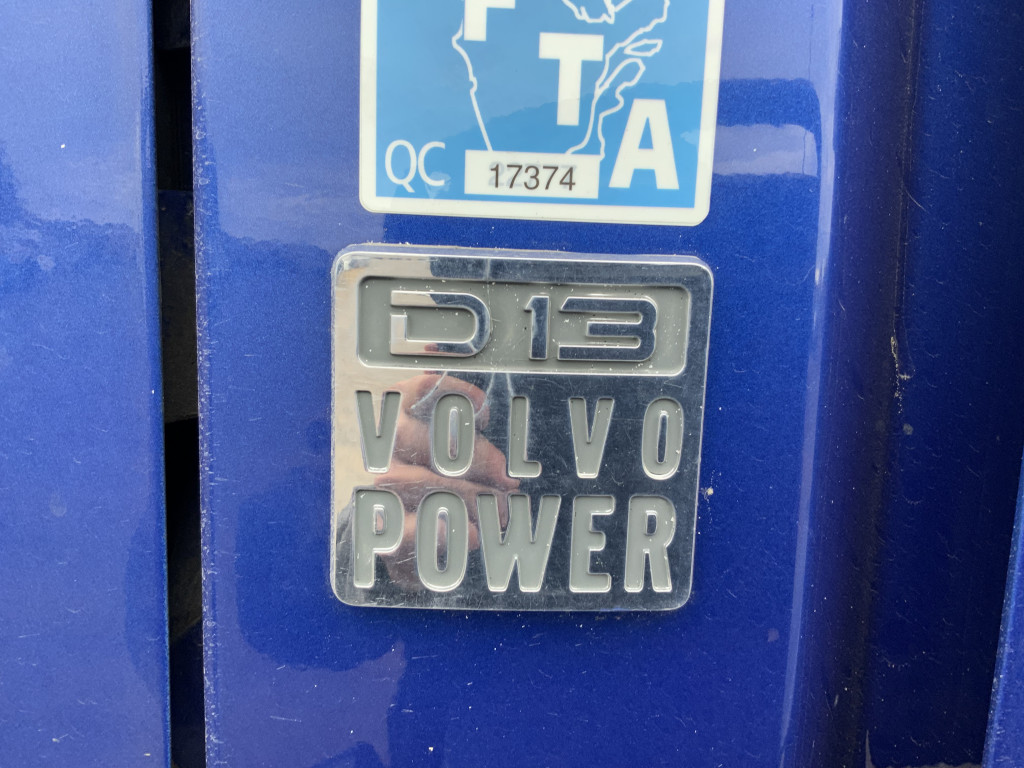 F
T
A
QC 17374
D13
VOLVO
POWER